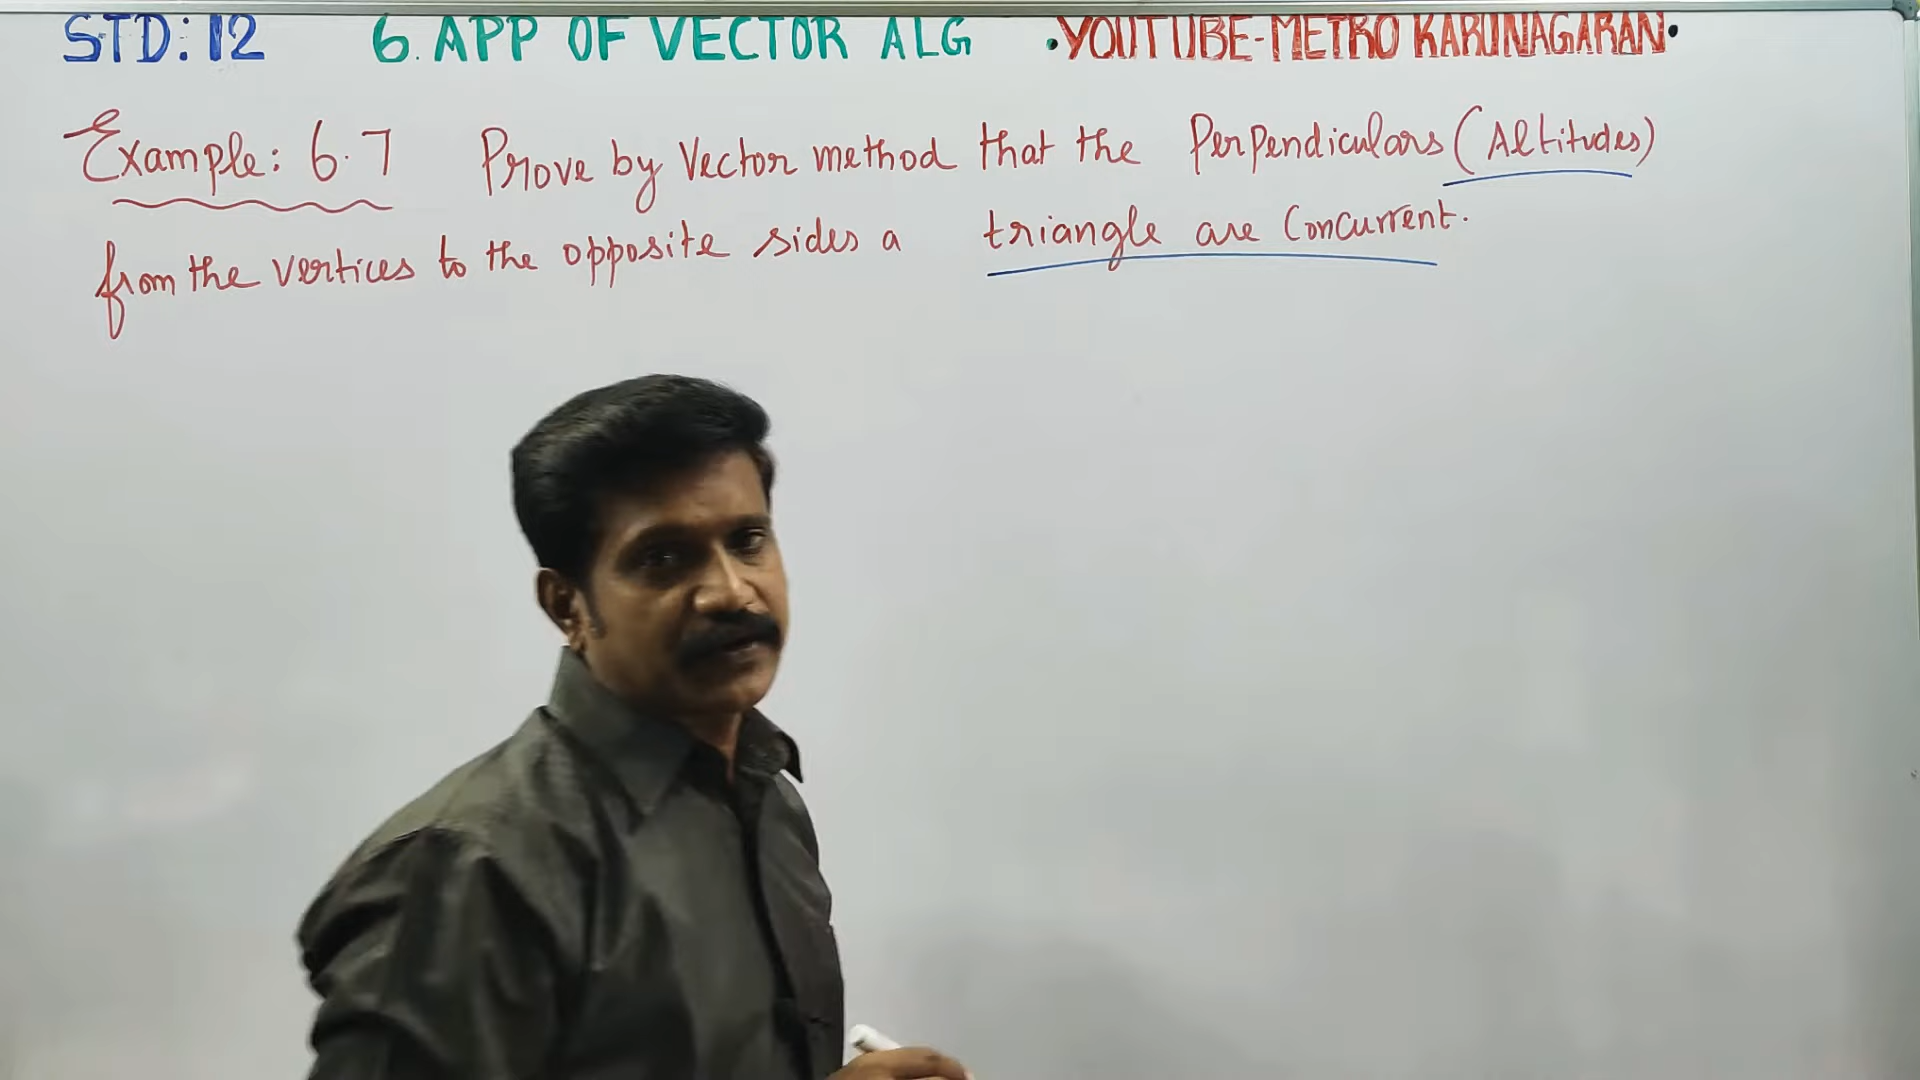 STD: 12 6. APP OF VECTOR ALG •YOUTUBE-METRO KARUNAGARAN•
Example: 6.7 Prove by Vector method that the Perpendiculars (Altitudes)
from the vertices to the opposite sides a triangle are Concurrent.